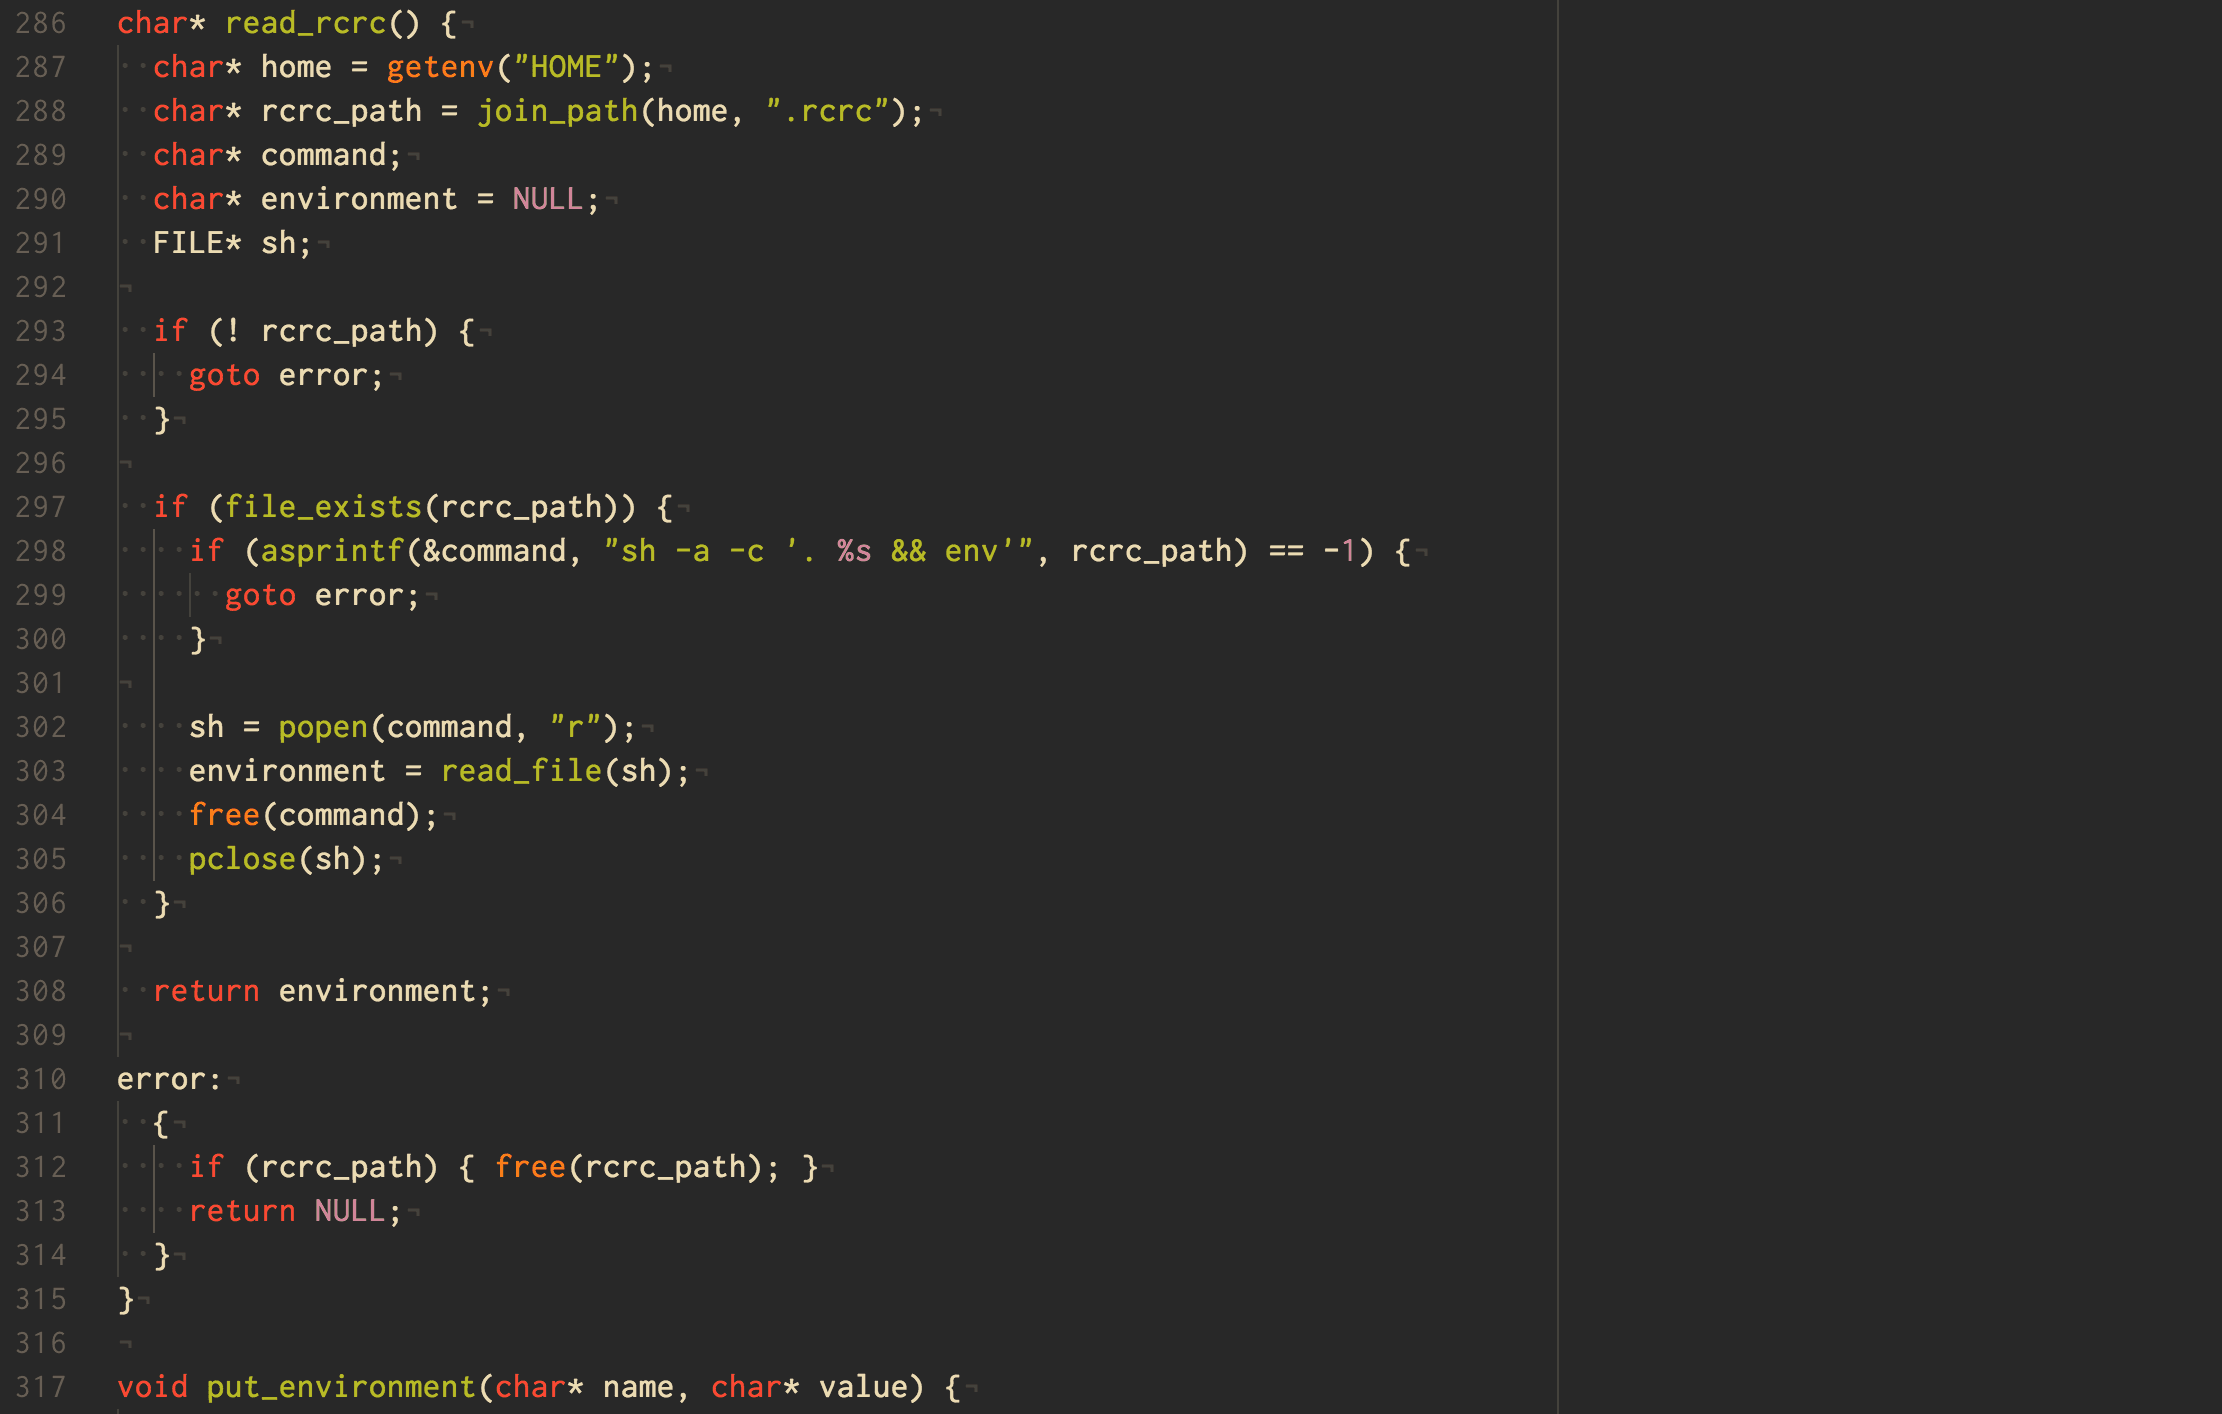 286 char* read_rcrc() {¬
287 ··char* home = getenv("HOME");¬
288 ··char* rcrc_path = join_path(home, ".rcrc");¬
289 ··char* command;¬
290 ··char* environment = NULL;¬
291 ··FILE* sh;¬
292 ¬
293 ··if (! rcrc_path) {¬
294 ····goto error;¬
295 ··}¬
296 ¬
297 ··if (file_exists(rcrc_path)) {¬
298 ····if (asprintf(&command, "sh -a -c '. %s && env'", rcrc_path) == -1) {¬
299 ······goto error;¬
300 ····}¬
301 ¬
302 ····sh = popen(command, "r");¬
303 ····environment = read_file(sh);¬
304 ····free(command);¬
305 ····pclose(sh);¬
306 ··}¬
307 ¬
308 ··return environment;¬
309 ¬
310 error:¬
311 ··{¬
312 ····if (rcrc_path) { free(rcrc_path); }¬
313 ····return NULL;¬
314 ··}¬
315 }¬
316 ¬
317 void put_environment(char* name, char* value) {¬